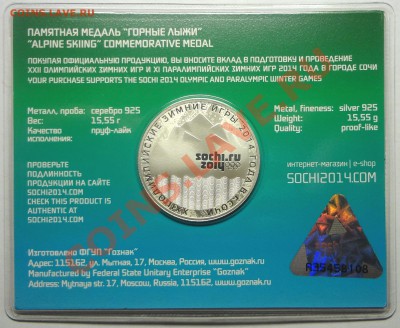 ПАМЯТНАЯ МЕДАЛЬ "ГОРНЫЕ ЛЫЖИ"
"ALPINE SKIING" COMMEMORATIVE MEDAL
ПОКУПАЯ ОФИЦИАЛЬНУЮ ПРОДУКЦИЮ, ВЫ ВНОСИТЕ ВКЛАД В ПОДГОТОВКУ И ПРОВЕДЕНИЕ
XXII ОЛИМПИЙСКИХ ЗИМНИХ ИГР И XI ПАРАЛИМПИЙСКИХ ЗИМНИХ ИГР 2014 ГОДА В ГОРОДЕ СОЧИ
YOUR PURCHASE SUPPORTS THE SOCHI 2014 OLYMPIC AND PARALYMPIC WINTER GAMES
Металл, проба: серебро 925
Вес: 15,55 г
Качество пруф-лайк
исполнения:
Metal, fineness: silver 925
Weight: 15,55 g
Quality: proof-like
XXII ОЛИМПИЙСКИЕ ЗИМНИЕ ИГРЫ 2014 ГОДА В СОЧИ
sochi.ru
2014
ПРОВЕРЬТЕ
ПОДЛИННОСТЬ
ПРОДУКЦИИ НА САЙТЕ
SOCHI2014.COM
CHECK THIS PRODUCT IS
AUTHENTIC AT
SOCHI2014.COM
интернет-магазин | e-shop
SOCHI2014.COM
Изготовлено ФГУП "Гознак"
Адрес: 115162, ул. Мытная, 17, Москва, Россия, www.goznak.ru
Manufactured by Federal State Unitary Enterprise "Goznak"
Address: Mytnaya street, 17, Moscow, Russia, 115162, www.goznak.ru
COINS.LAVE.RU